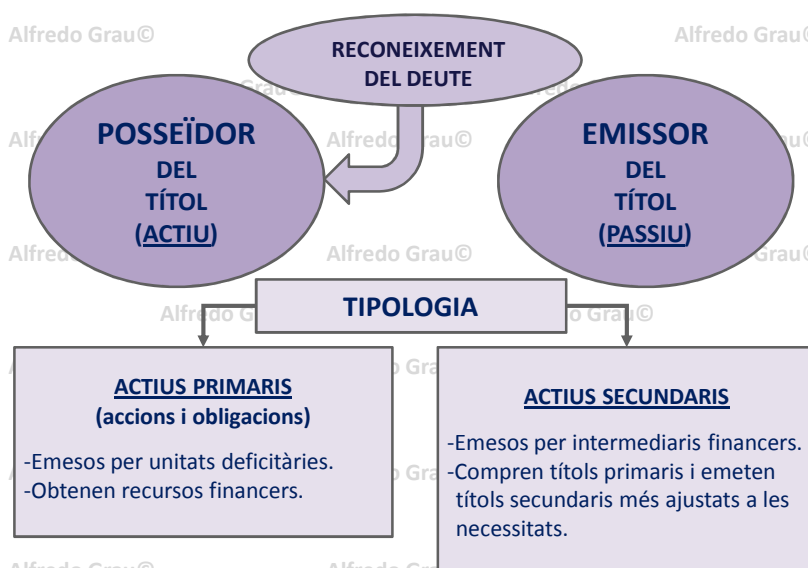 Alfredo Grau©
Alfredo Grau©
RECONEIXEMENT
DEL DEUTE
POSSEÏDOR
DEL
TÍTOL
(ACTIU)
EMISSOR
DEL
TÍTOL
(PASSIU)
Alfredo Grau©
TIPOLOGIA
ACTIUS PRIMARIS
(accions i obligacions)
-Emesos per unitats deficitàries.
-Obtenen recursos financers.
ACTIUS SECUNDARIS
-Emesos per intermediaris financers.
-Compren títols primaris i emeten
títols secundaris més ajustats a les
necessitats.